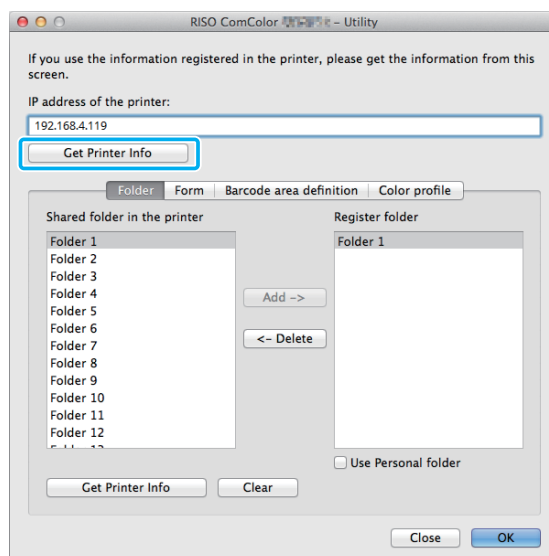 RISO ComColor – Utility
If you use the information registered in the printer, please get the information from this
screen.
IP address of the printer:
192.168.4.119
Get Printer Info
Folder Form Barcode area definition Color profile
Shared folder in the printer Register folder
Folder 1 Folder 1
Folder 2
Folder 3
Folder 4
Add ->
Folder 5
Folder 6
<- Delete
Folder 7
Folder 8
Folder 9
Folder 10
Folder 11
Folder 12
Use Personal folder
Get Printer Info Clear
Close OK